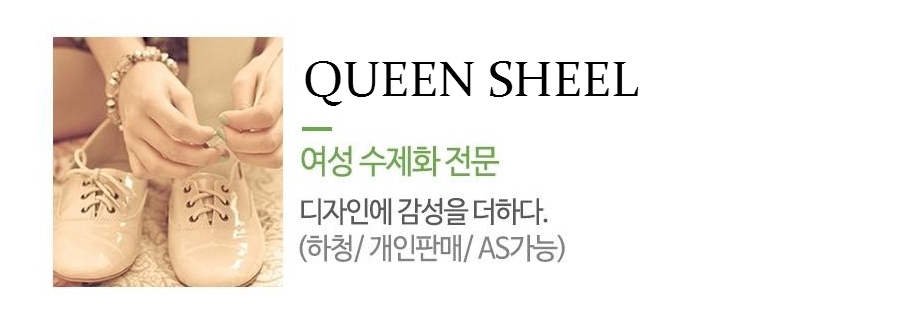 QUEEN SHEEL
여성 수제화 전문
디자인에 감성을 더하다.
(하청/ 개인판매/ AS가능)